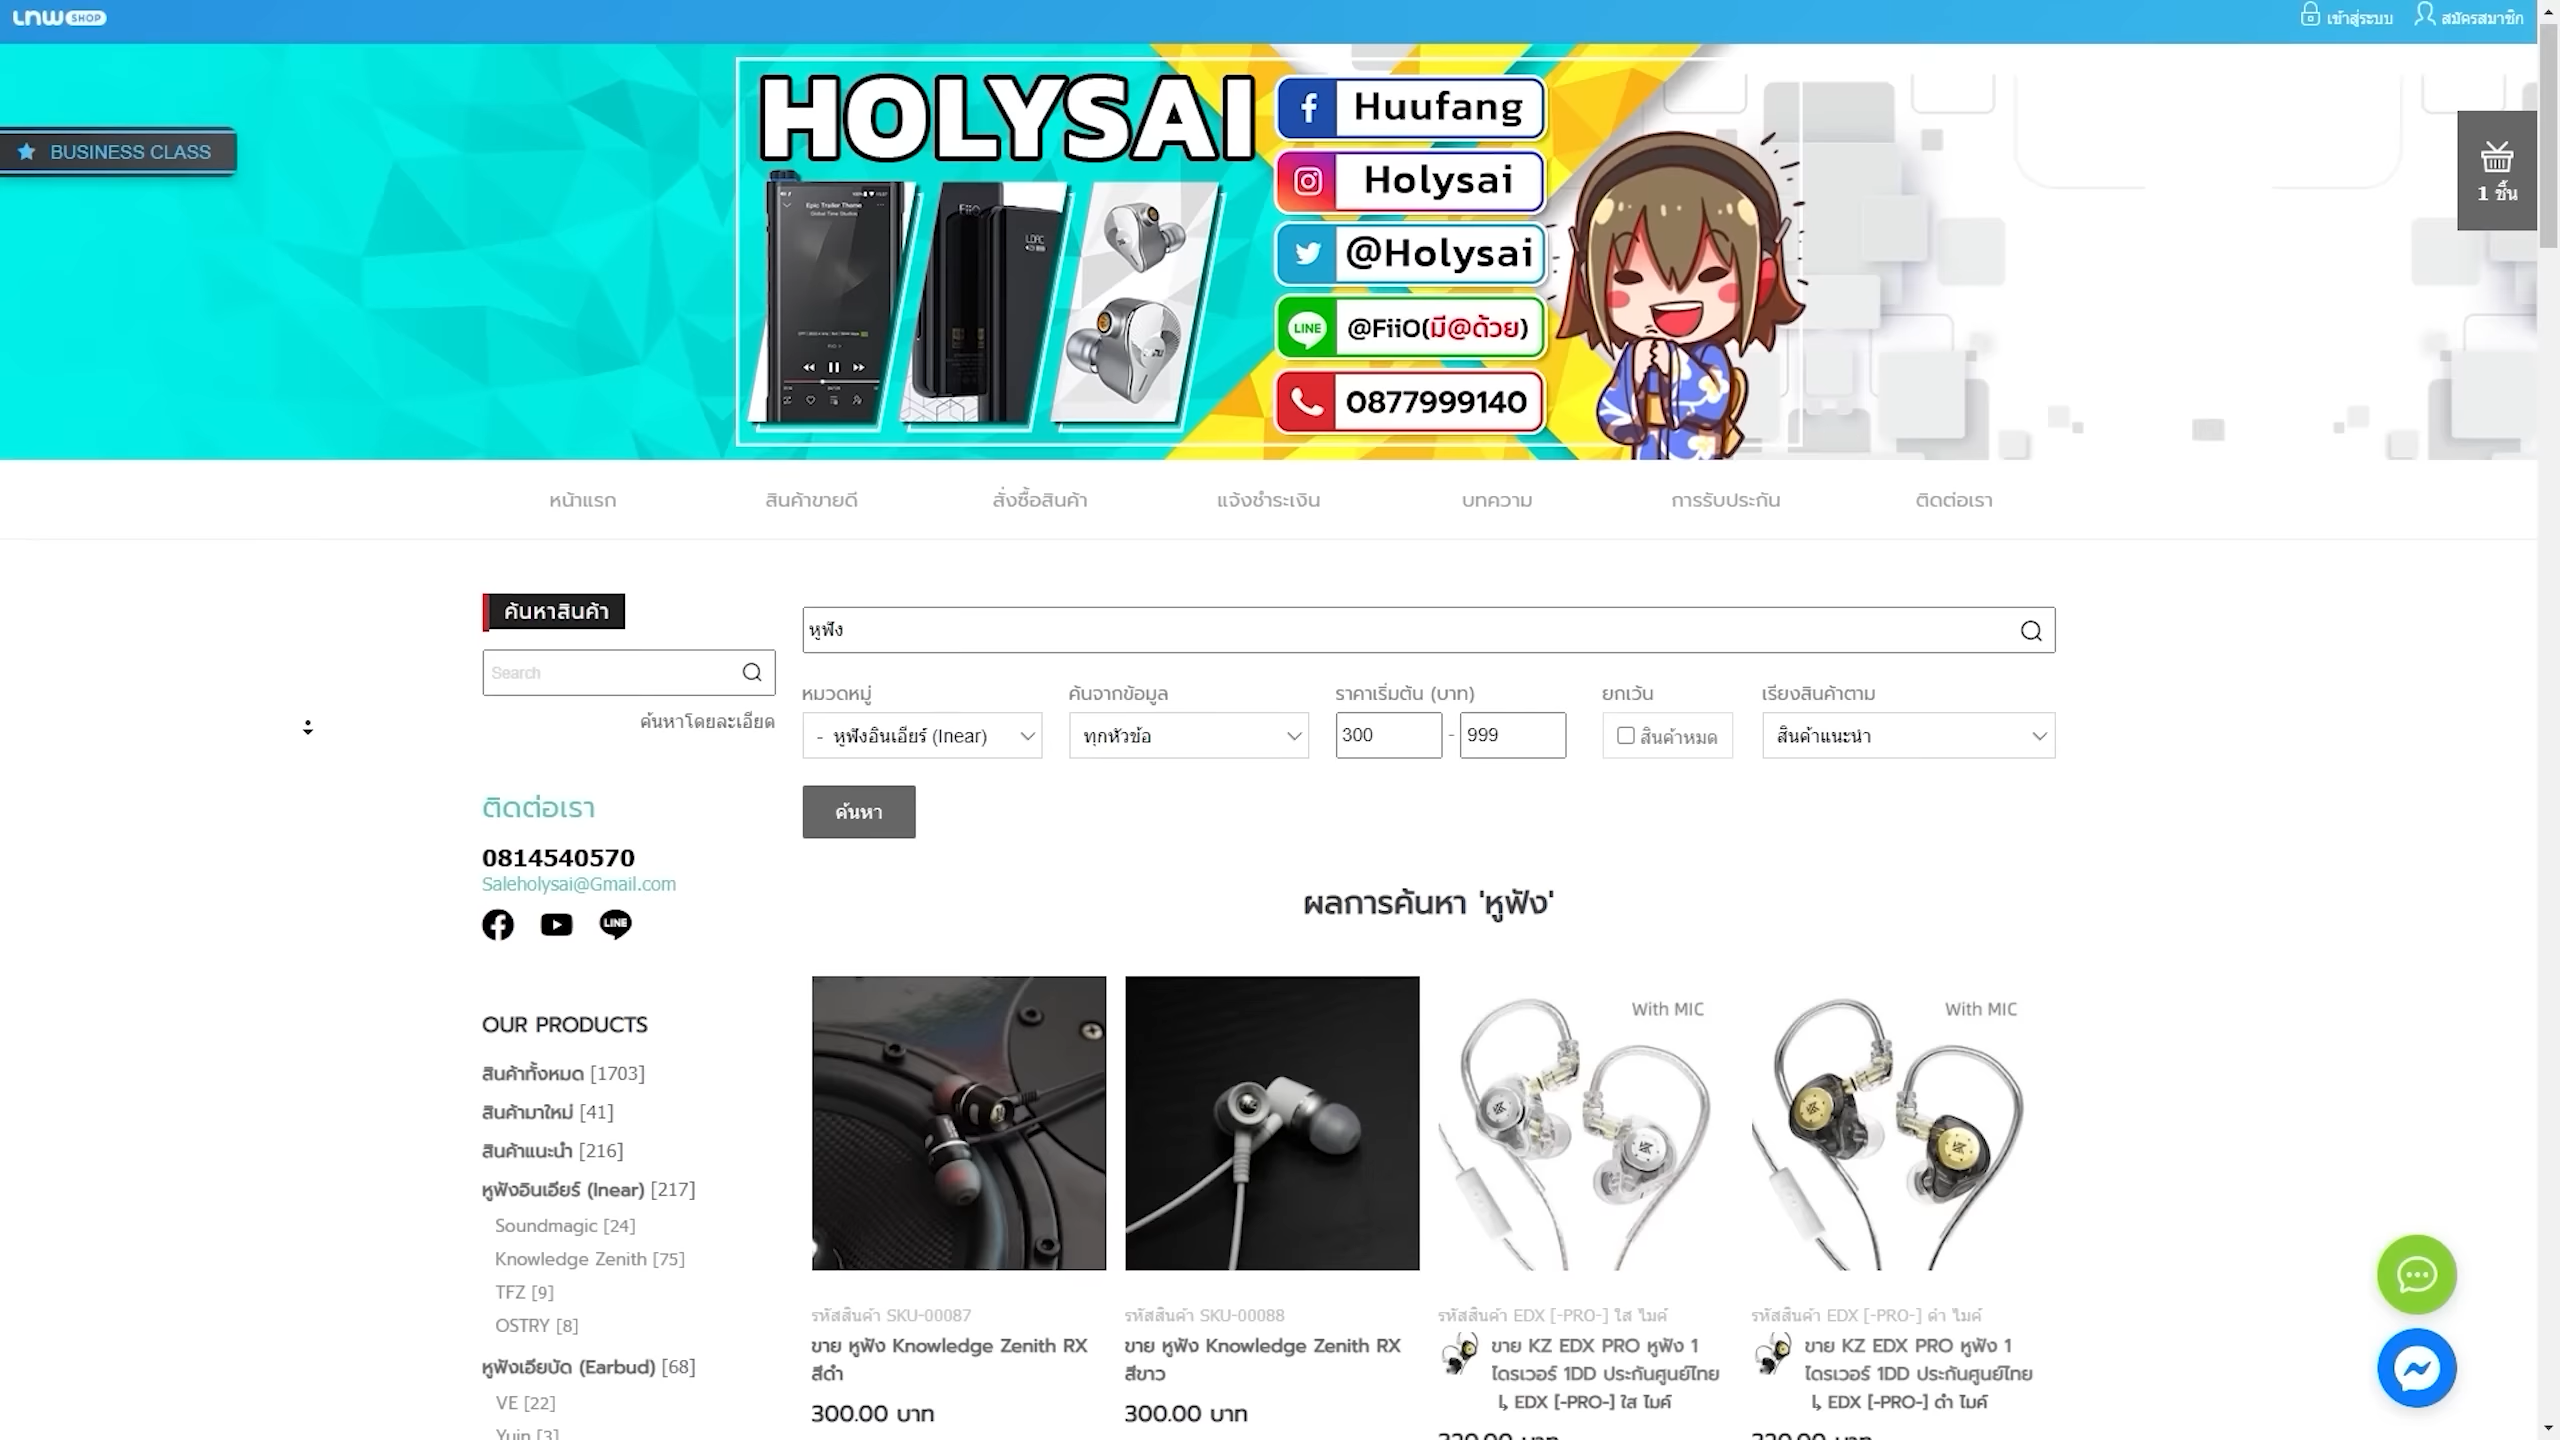 LnW SHOP
เข้าสู่ระบบ
สมัครสมาชิก
BUSINESS CLASS
HOLYSAI
Huufang
Holysai
@Holysai
LINE @FiiO(มี@ด้วย)
0877999140
1 ชิ้น
Epic Trailer Theme
FiiO
หน้าแรก
สินค้าขายดี
สั่งซื้อสินค้า
แจ้งชำระเงิน
บทความ
การรับประกัน
ติดต่อเรา
ค้นหาสินค้า
Search
ค้นหาโดยละเอียด
หูฟัง
หมวดหมู่
ค้นจากข้อมูล
ราคาเริ่มต้น (บาท)
ยกเว้น
เรียงสินค้าตาม
- หูฟังอินเอียร์ (Inear)
ทุกหัวข้อ
300 - 999
สินค้าหมด
สินค้าแนะนำ
ค้นหา
ติดต่อเรา
0814540570
Saleholysai@Gmail.com
LINE
ผลการค้นหา 'หูฟัง'
OUR PRODUCTS
สินค้าทั้งหมด [1703]
สินค้ามาใหม่ [41]
สินค้าแนะนำ [216]
หูฟังอินเอียร์ (Inear) [217]
Soundmagic [24]
Knowledge Zenith [75]
TFZ [9]
OSTRY [8]
หูฟังเอียบัด (Earbud) [68]
VE [22]
Yuin [3]
รหัสสินค้า SKU-00087
ขาย หูฟัง Knowledge Zenith RX
สีดำ
300.00 บาท
รหัสสินค้า SKU-00088
ขาย หูฟัง Knowledge Zenith RX
สีขาว
300.00 บาท
With MIC
รหัสสินค้า EDX [-PRO-] ใส ไมค์
ขาย KZ EDX PRO หูฟัง 1
ไดรเวอร์ 1DD ประกันศูนย์ไทย
↳ EDX [-PRO-] ใส ไมค์
With MIC
รหัสสินค้า EDX [-PRO-] ดำ ไมค์
ขาย KZ EDX PRO หูฟัง 1
ไดรเวอร์ 1DD ประกันศูนย์ไทย
↳ EDX [-PRO-] ดำ ไมค์